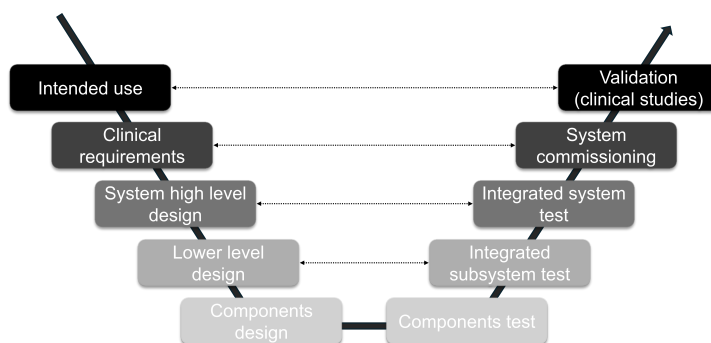 Intended use
Validation
(clinical studies)
Clinical
requirements
System
commissioning
System high level
design
Integrated system
test
Lower level
design
Integrated
subsystem test
Components
design
Components test